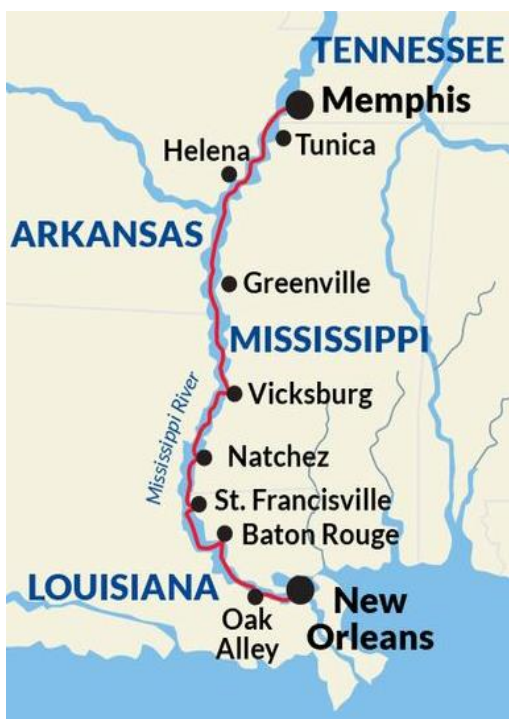 TENNESSEE
Memphis
Tunica
Helena
ARKANSAS
Greenville
MISSISSIPPI
Vicksburg
Mississippi River
Natchez
St. Francisville
Baton Rouge
LOUISIANA
New
Orleans
Oak
Alley